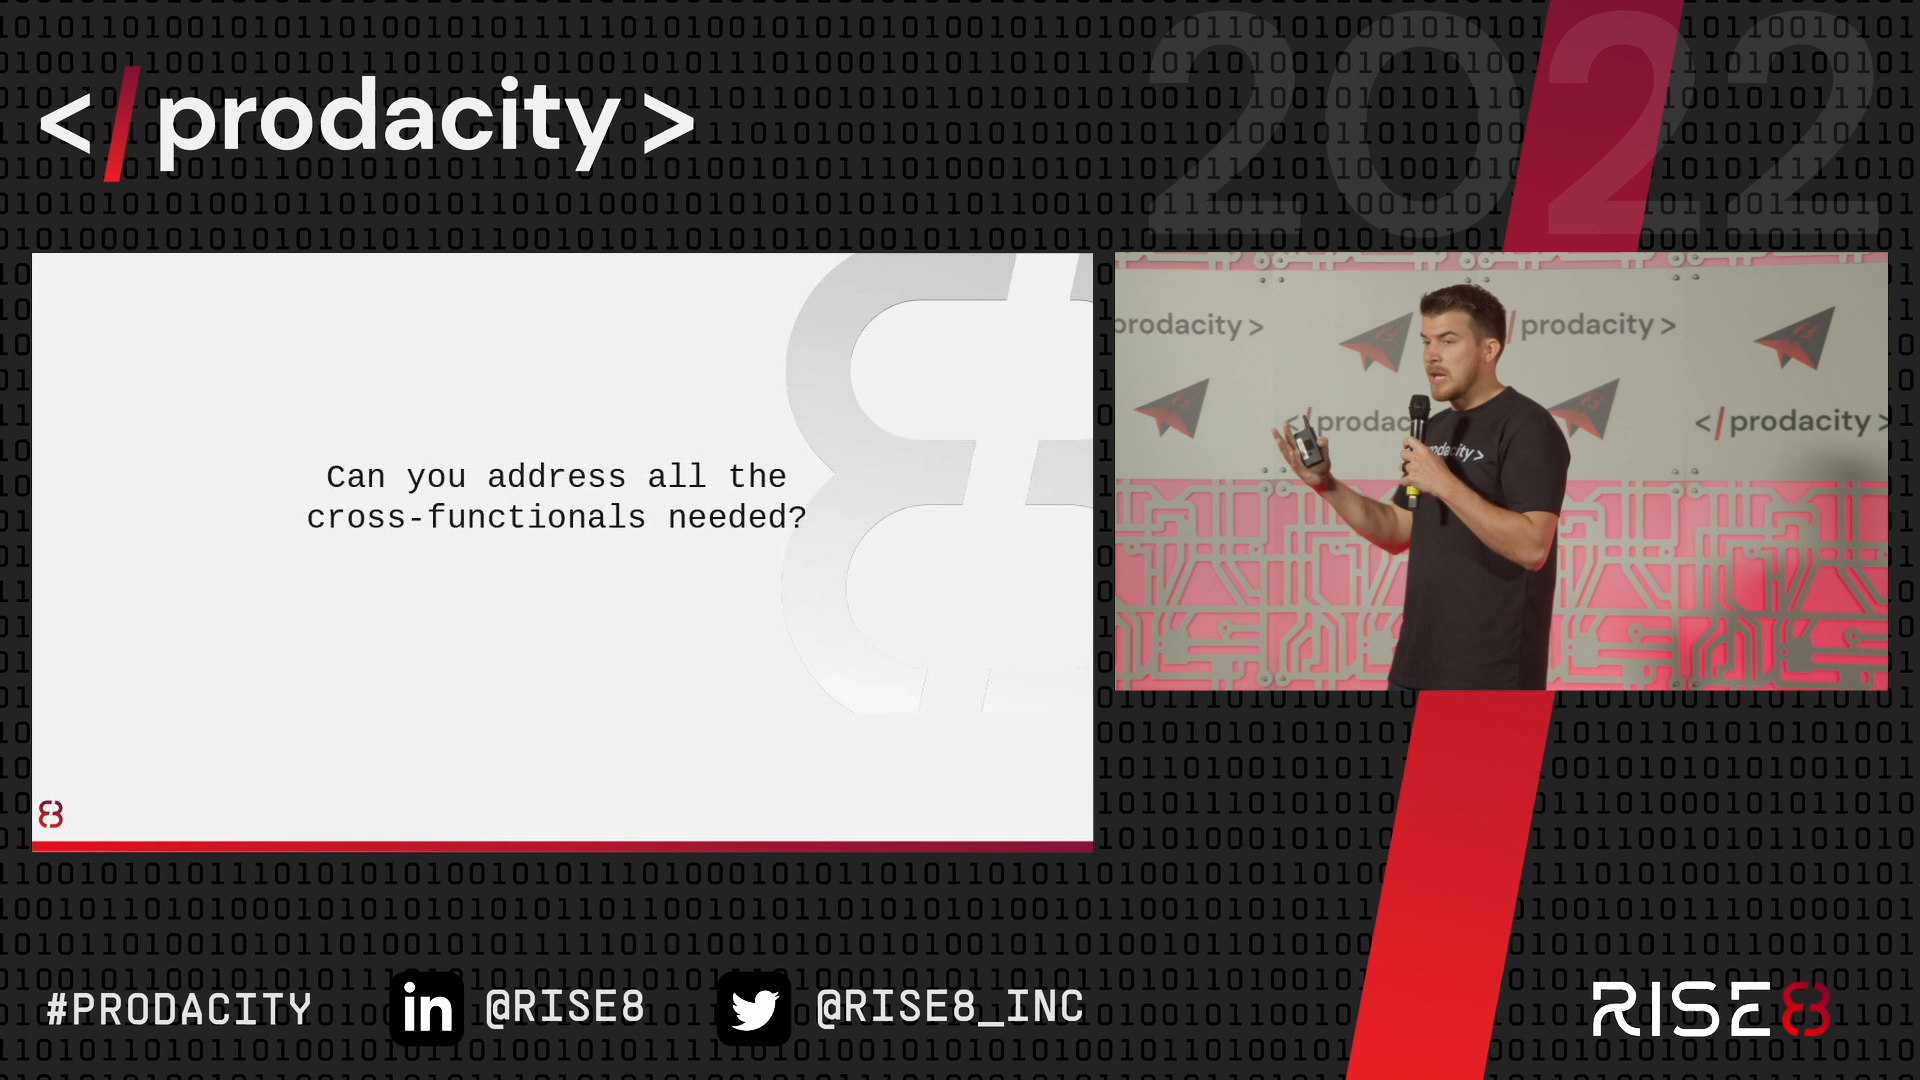 2022
</prodacity>
Can you address all the
cross-functionals needed?
prodacity>
/prodacity>
</prodac
</prodacity>
prodacity>
#PRODACITY
in @RISE8
@RISE8_INC
RISE8